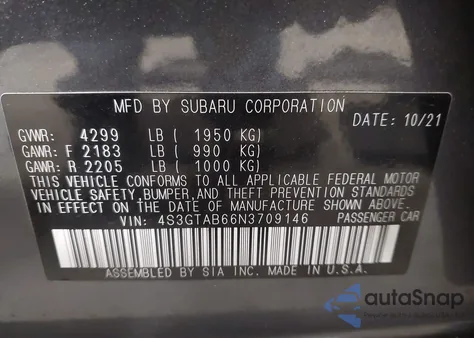 MFD BY SUBARU CORPORATION
DATE: 10/21
GVWR: 4299 LB ( 1950 KG)
GAWR: F 2183 LB ( 990 KG)
GAWR: R 2205 LB ( 1000 KG)
THIS VEHICLE CONFORMS TO ALL APPLICABLE FEDERAL MOTOR
VEHICLE SAFETY,BUMPER,AND THEFT PREVENTION STANDARDS
IN EFFECT ON THE DATE OF MANUFACTURE SHOWN ABOVE.
VIN: 4S3GTAB66N3709146 PASSENGER CAR
ASSEMBLED BY SIA INC. MADE IN U.S.A.
autoSnap